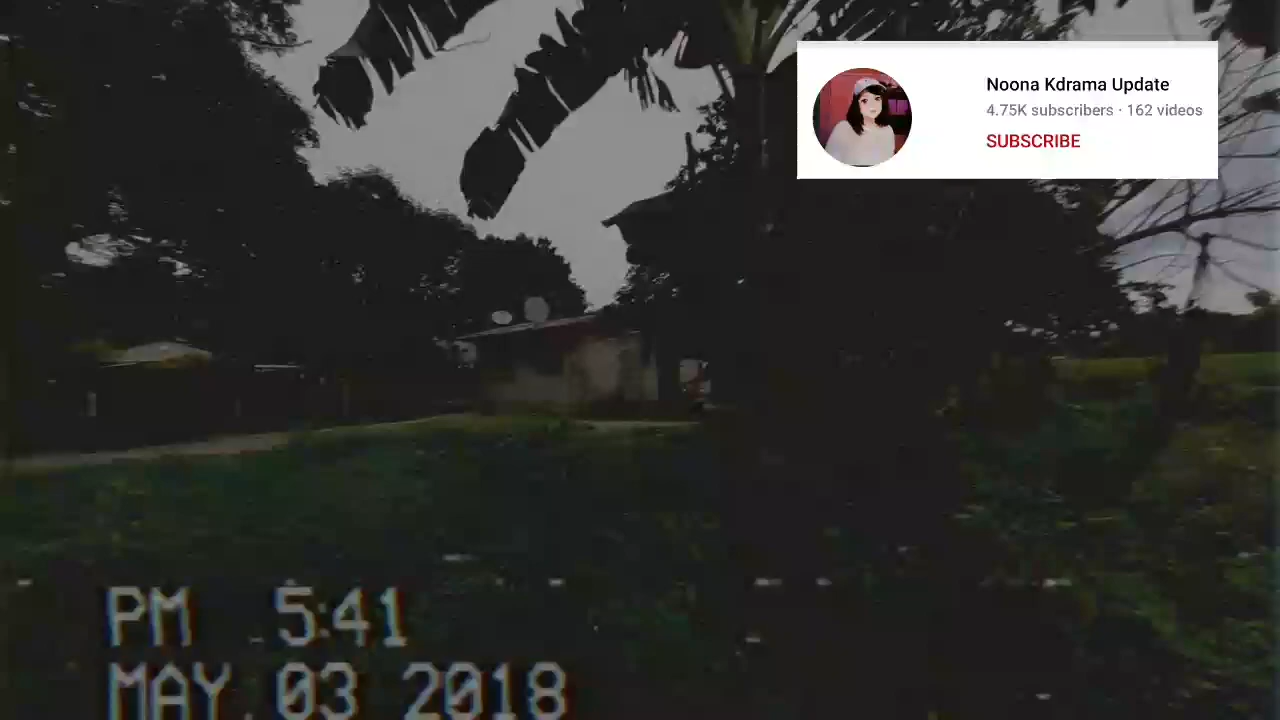 Noona Kdrama Update
4.75K subscribers · 162 videos
SUBSCRIBE
PM 5:41
MAY 03 2018